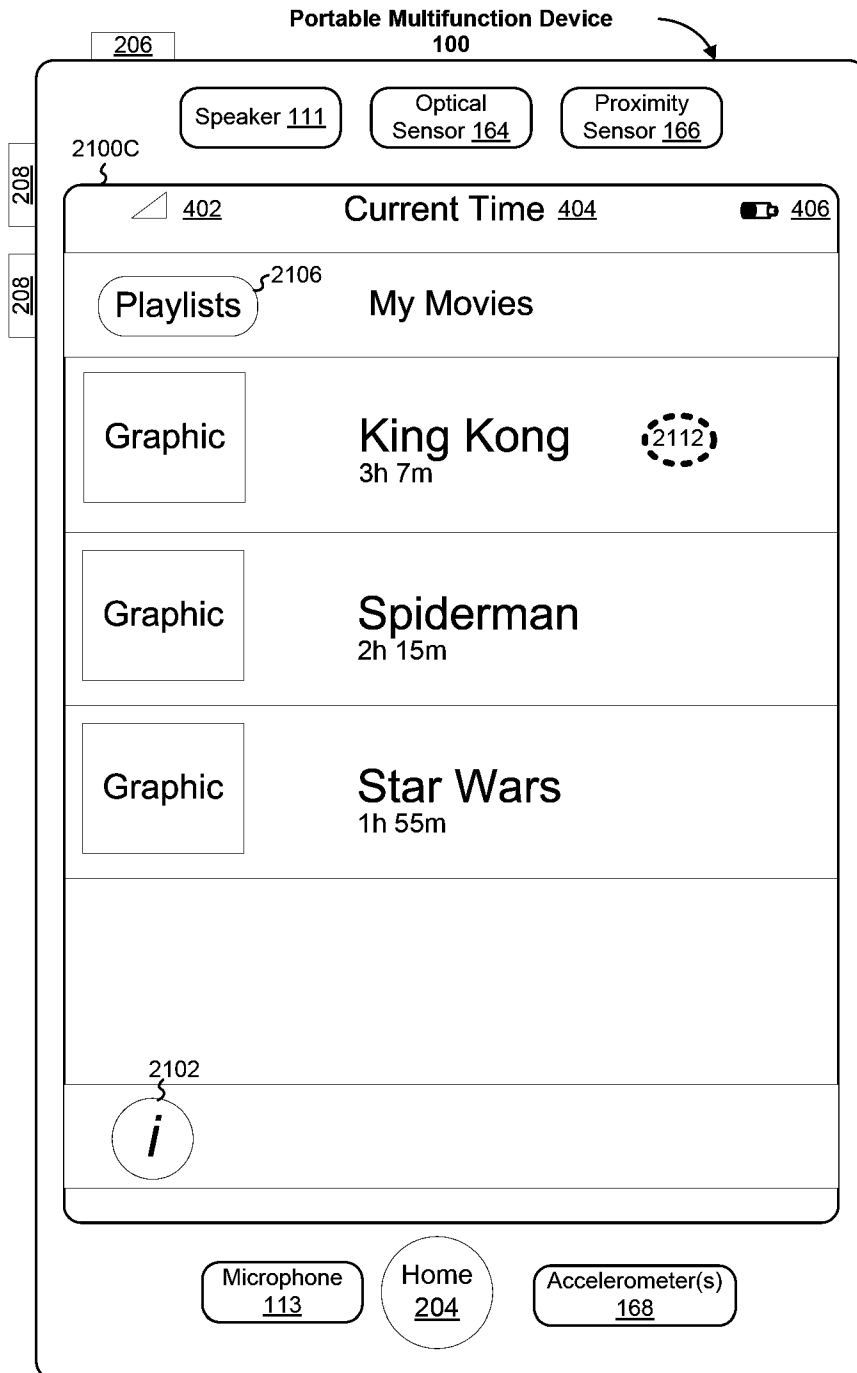 Portable Multifunction Device
100
206
Speaker 111
Optical
Sensor 164
Proximity
Sensor 166
2100C
208
402
Current Time 404
406
208
Playlists
2106
My Movies
Graphic
King Kong
3h 7m
2112
Graphic
Spiderman
2h 15m
Graphic
Star Wars
1h 55m
2102
i
Microphone
113
Home
204
Accelerometer(s)
168